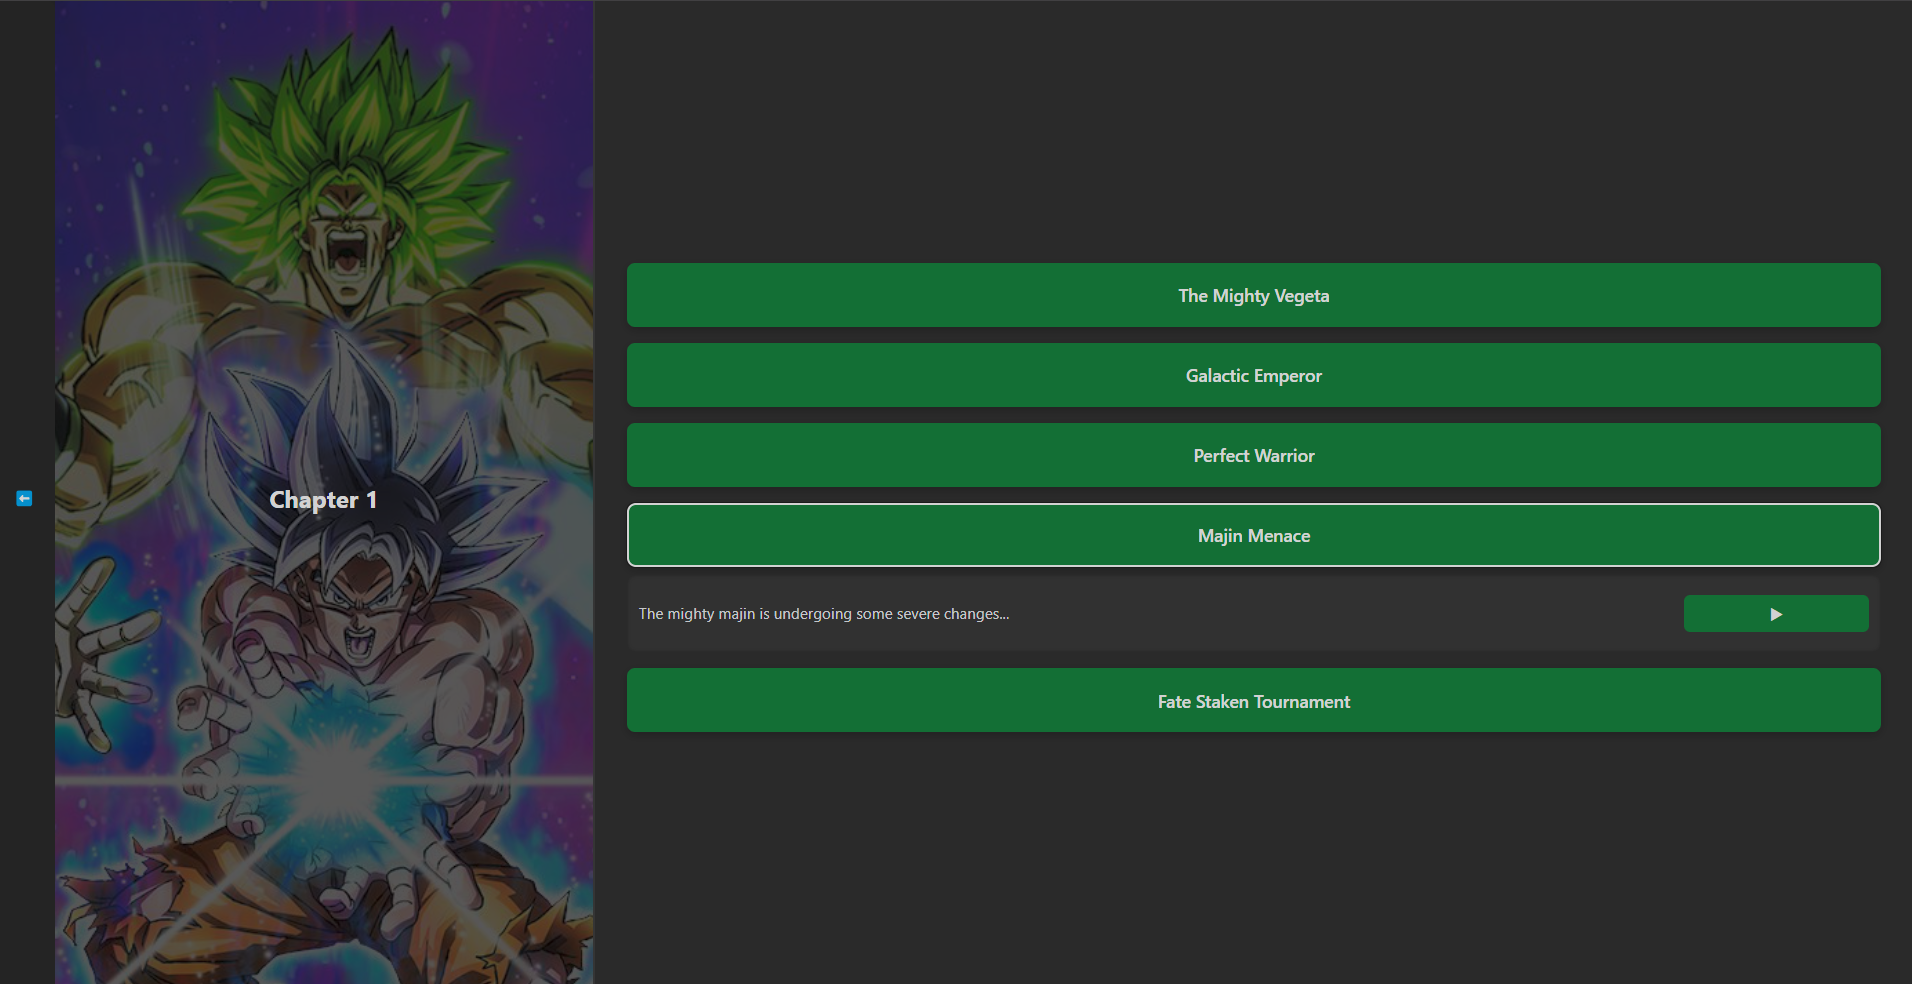 Chapter 1
The Mighty Vegeta
Galactic Emperor
Perfect Warrior
Majin Menace
The mighty majin is undergoing some severe changes...
Fate Staken Tournament